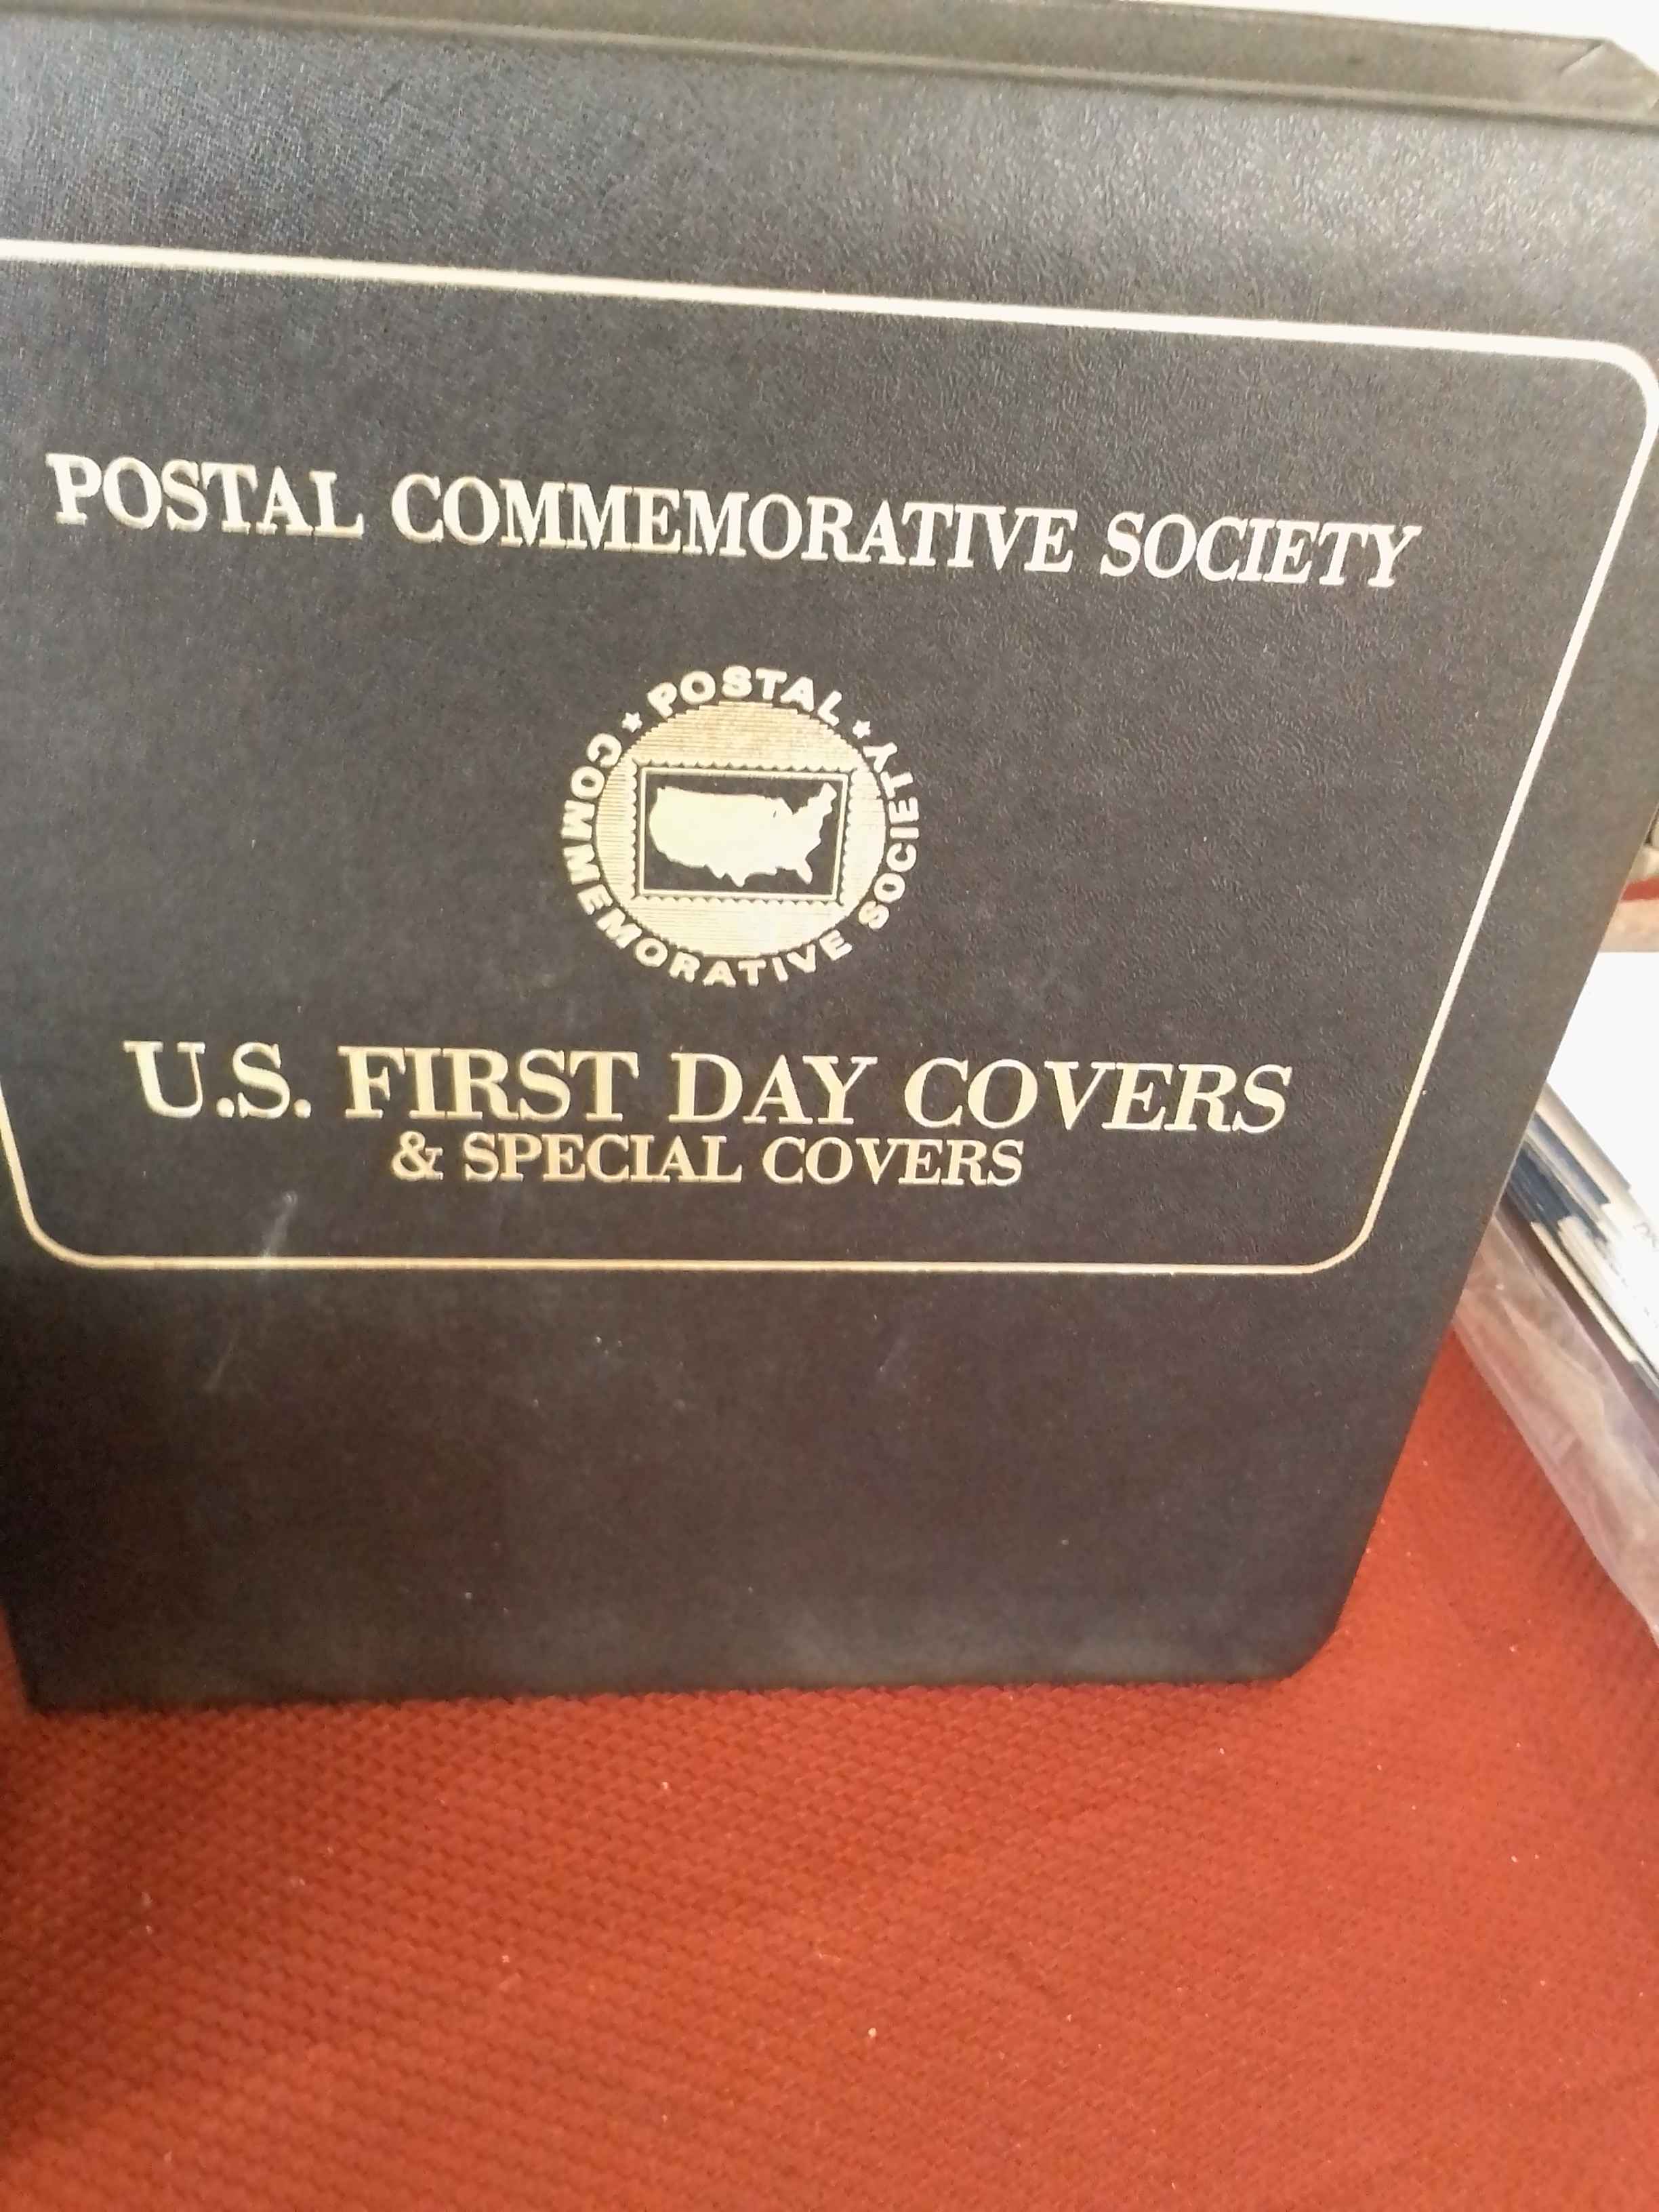 POSTAL COMMEMORATIVE SOCIETY
★ POSTAL ★
COMMEMORATIVE SOCIETY
U.S. FIRST DAY COVERS
& SPECIAL COVERS